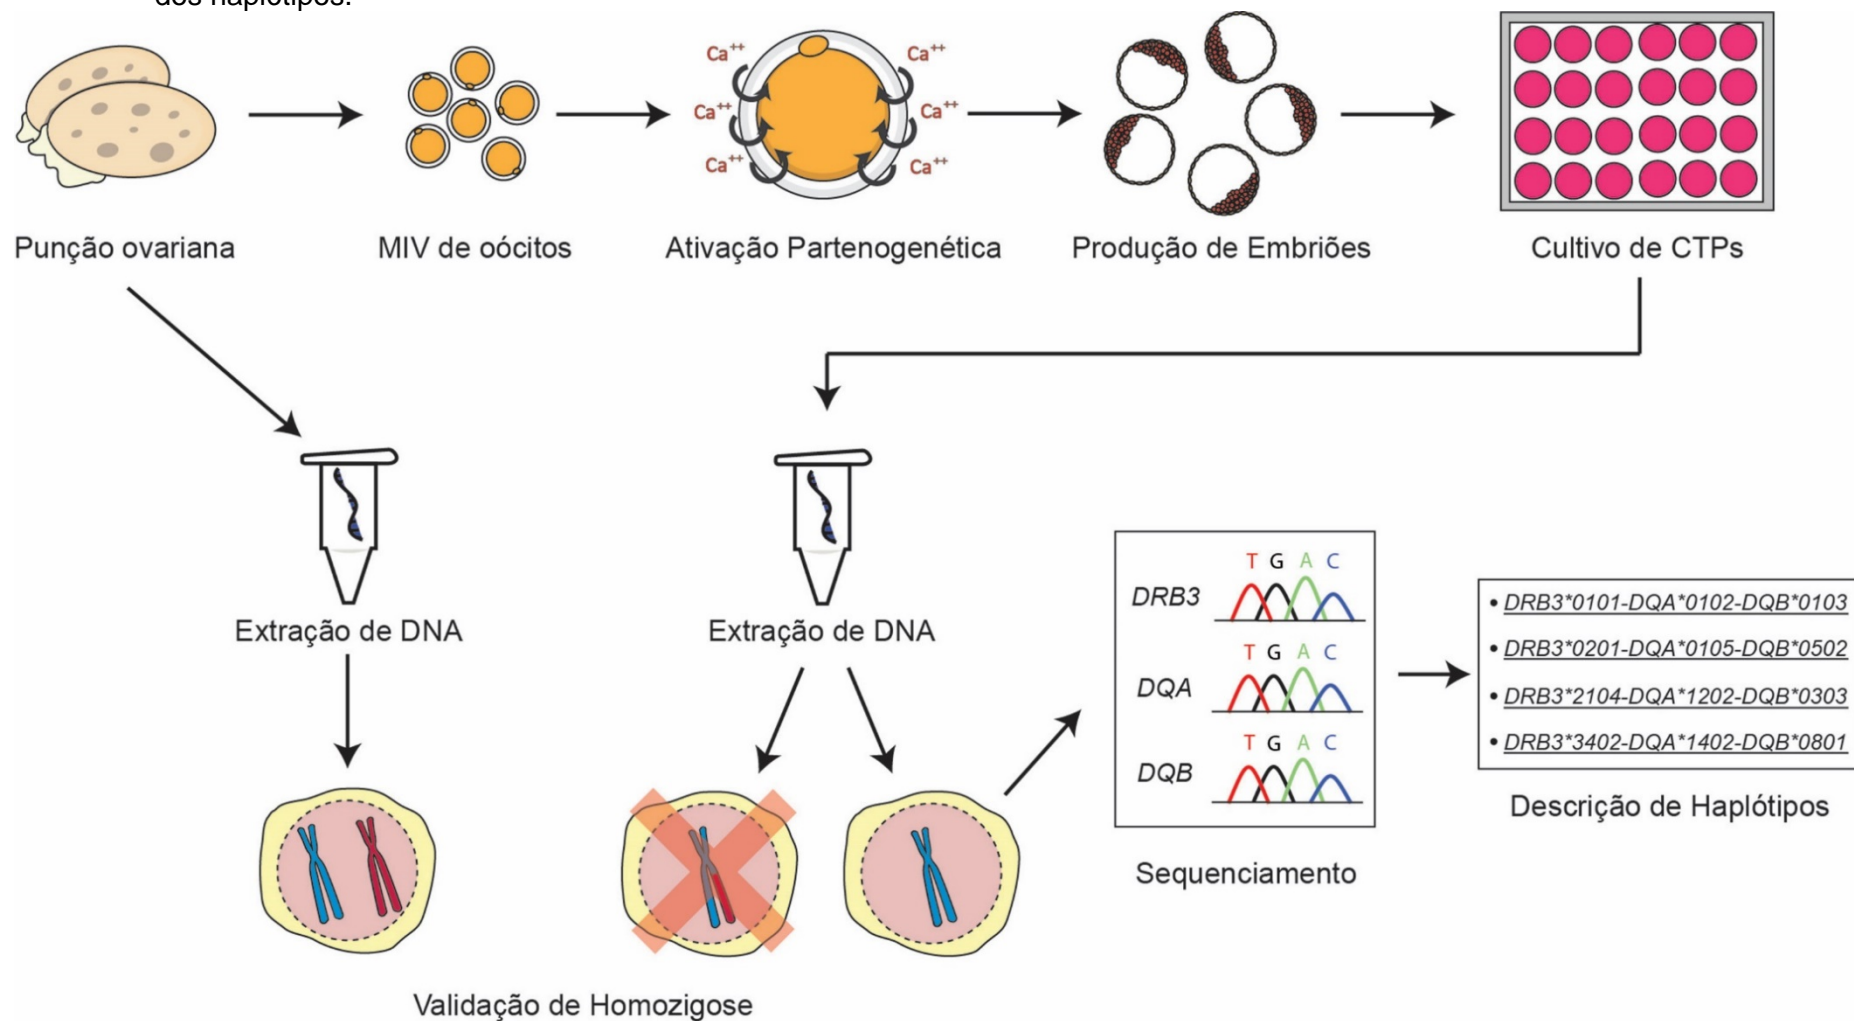 dos haplótipos.
Ca++ Ca++
Ca++ Ca++
Ca++ Ca++
Punção ovariana
MIV de oócitos
Ativação Partenogenética
Produção de Embriões
Cultivo de CTPs
Extração de DNA
Extração de DNA
T G A C
DRB3
T G A C
DQA
T G A C
DQB
Sequenciamento
• DRB3*0101-DQA*0102-DQB*0103
• DRB3*0201-DQA*0105-DQB*0502
• DRB3*2104-DQA*1202-DQB*0303
• DRB3*3402-DQA*1402-DQB*0801
Descrição de Haplótipos
Validação de Homozigose